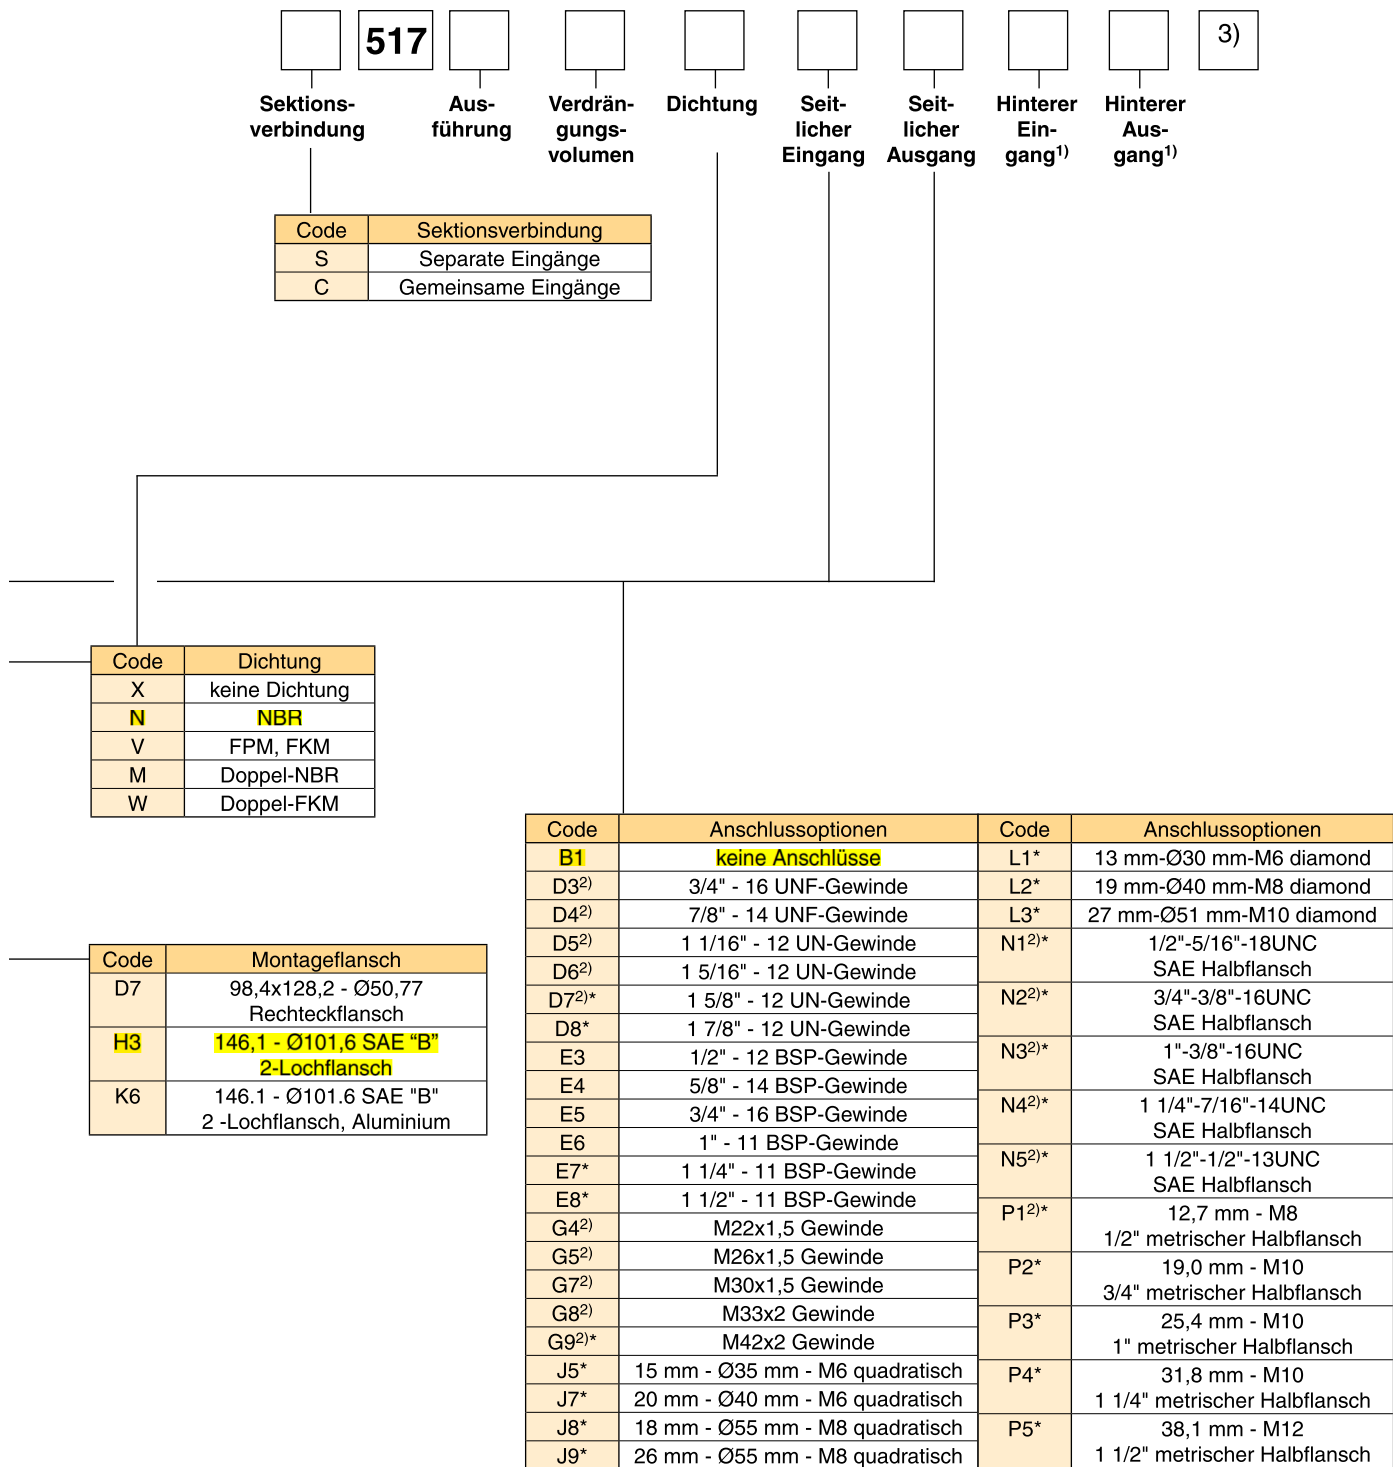 517
3)
Sektions-
verbindung
Aus-
führung
Verdrän-
gungs-
volumen
Dichtung
Seit-
licher
Eingang
Seit-
licher
Ausgang
Hinterer
Ein-
gang1)
Hinterer
Aus-
gang1)
Code Sektionsverbindung
S Separate Eingänge
C Gemeinsame Eingänge
Code Dichtung
X keine Dichtung
N NBR
V FPM, FKM
M Doppel-NBR
W Doppel-FKM
Code Montageflansch
D7 98,4x128,2 - Ø50,77
Rechteckflansch
H3 146,1 - Ø101,6 SAE “B”
2-Lochflansch
K6 146.1 - Ø101.6 SAE "B"
2 -Lochflansch, Aluminium
Code Anschlussoptionen
B1 keine Anschlüsse
D32) 3/4" - 16 UNF-Gewinde
D42) 7/8" - 14 UNF-Gewinde
D52) 1 1/16" - 12 UN-Gewinde
D62) 1 5/16" - 12 UN-Gewinde
D72)* 1 5/8" - 12 UN-Gewinde
D8* 1 7/8" - 12 UN-Gewinde
E3 1/2" - 12 BSP-Gewinde
E4 5/8" - 14 BSP-Gewinde
E5 3/4" - 16 BSP-Gewinde
E6 1" - 11 BSP-Gewinde
E7* 1 1/4" - 11 BSP-Gewinde
E8* 1 1/2" - 11 BSP-Gewinde
G42) M22x1,5 Gewinde
G52) M26x1,5 Gewinde
G72) M30x1,5 Gewinde
G82) M33x2 Gewinde
G92)* M42x2 Gewinde
J5* 15 mm - Ø35 mm - M6 quadratisch
J7* 20 mm - Ø40 mm - M6 quadratisch
J8* 18 mm - Ø55 mm - M8 quadratisch
J9* 26 mm - Ø55 mm - M8 quadratisch
Code Anschlussoptionen
L1* 13 mm-Ø30 mm-M6 diamond
L2* 19 mm-Ø40 mm-M8 diamond
L3* 27 mm-Ø51 mm-M10 diamond
N12)* 1/2"-5/16"-18UNC
SAE Halbflansch
N22)* 3/4"-3/8"-16UNC
SAE Halbflansch
N32)* 1"-3/8"-16UNC
SAE Halbflansch
N42)* 1 1/4"-7/16"-14UNC
SAE Halbflansch
N52)* 1 1/2"-1/2"-13UNC
SAE Halbflansch
P12)* 12,7 mm - M8
1/2" metrischer Halbflansch
P2* 19,0 mm - M10
3/4" metrischer Halbflansch
P3* 25,4 mm - M10
1" metrischer Halbflansch
P4* 31,8 mm - M10
1 1/4" metrischer Halbflansch
P5* 38,1 mm - M12
1 1/2" metrischer Halbflansch